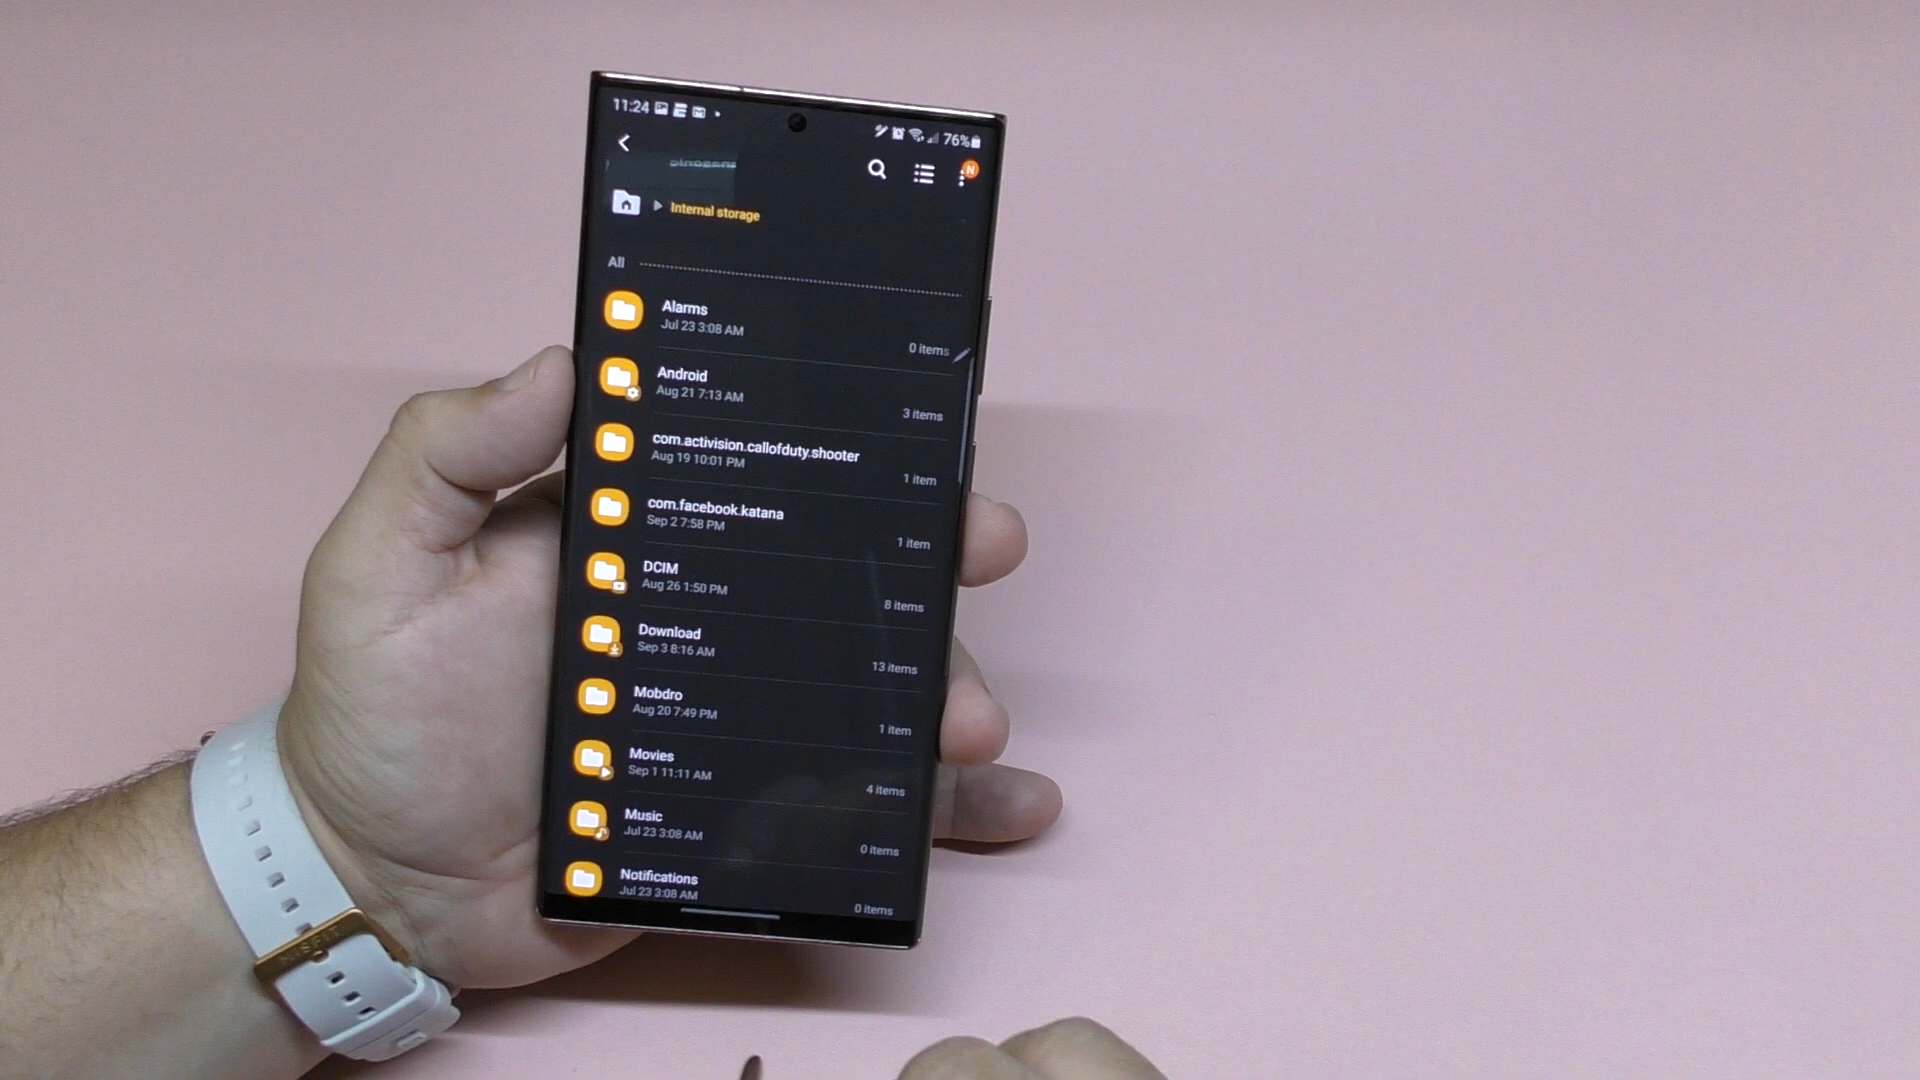 11:24
76%
N
Internal storage
All
Alarms
Jul 23 3:08 AM
0 items
Android
Aug 21 7:13 AM
3 items
com.activision.callofduty.shooter
Aug 19 10:01 PM
1 item
com.facebook.katana
Sep 2 7:58 PM
1 item
DCIM
Aug 26 1:50 PM
8 items
Download
Sep 3 8:16 AM
13 items
Mobdro
Aug 20 7:49 PM
1 item
Movies
Sep 1 11:11 AM
4 items
Music
Jul 23 3:08 AM
0 items
Notifications
Jul 23 3:08 AM
0 items
MISFIT